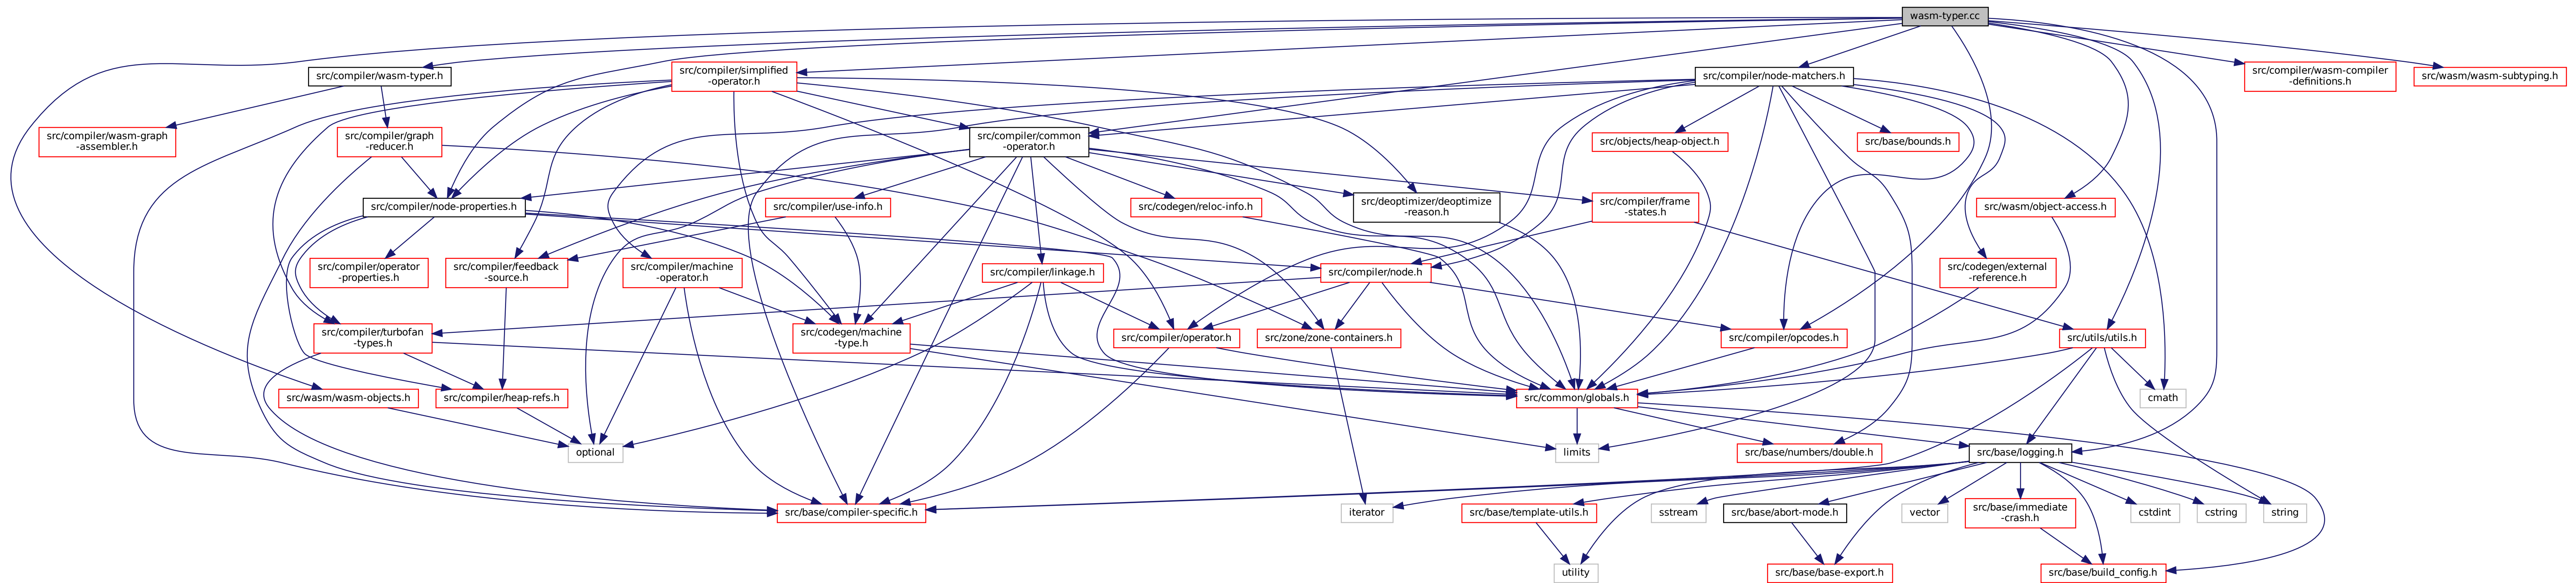 wasm-typer.cc
src/compiler/wasm-typer.h
src/compiler/simplified
-operator.h
src/compiler/node-matchers.h
src/compiler/wasm-compiler
-definitions.h
src/wasm/wasm-subtyping.h
src/compiler/wasm-graph
-assembler.h
src/compiler/graph
-reducer.h
src/compiler/common
-operator.h
src/objects/heap-object.h
src/base/bounds.h
src/compiler/node-properties.h
src/compiler/use-info.h
src/codegen/reloc-info.h
src/deoptimizer/deoptimize
-reason.h
src/compiler/frame
-states.h
src/wasm/object-access.h
src/compiler/operator
-properties.h
src/compiler/feedback
-source.h
src/compiler/machine
-operator.h
src/compiler/linkage.h
src/compiler/node.h
src/codegen/external
-reference.h
src/compiler/turbofan
-types.h
src/codegen/machine
-type.h
src/compiler/operator.h
src/zone/zone-containers.h
src/compiler/opcodes.h
src/utils/utils.h
src/wasm/wasm-objects.h
src/compiler/heap-refs.h
src/common/globals.h
cmath
optional
limits
src/base/numbers/double.h
src/base/logging.h
src/base/compiler-specific.h
iterator
src/base/template-utils.h
sstream
src/base/abort-mode.h
vector
src/base/immediate
-crash.h
cstdint
cstring
string
utility
src/base/base-export.h
src/base/build_config.h